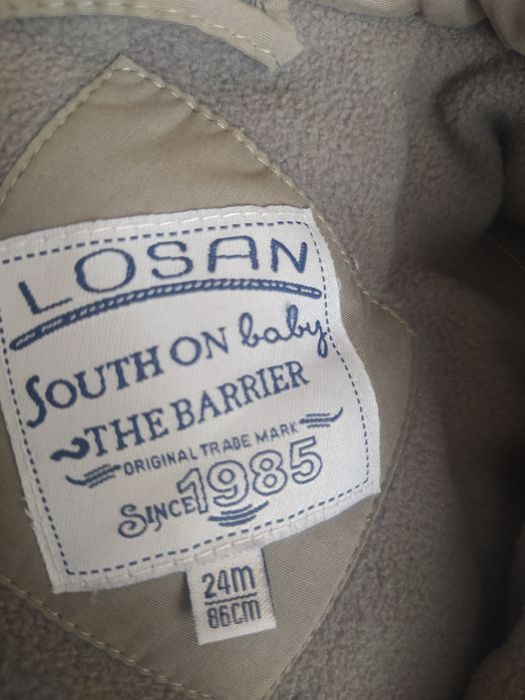 LOSAN
SOUTH ON baby
THE BARRIER
ORIGINAL TRADE MARK
SINCE 1985
24m
86CM